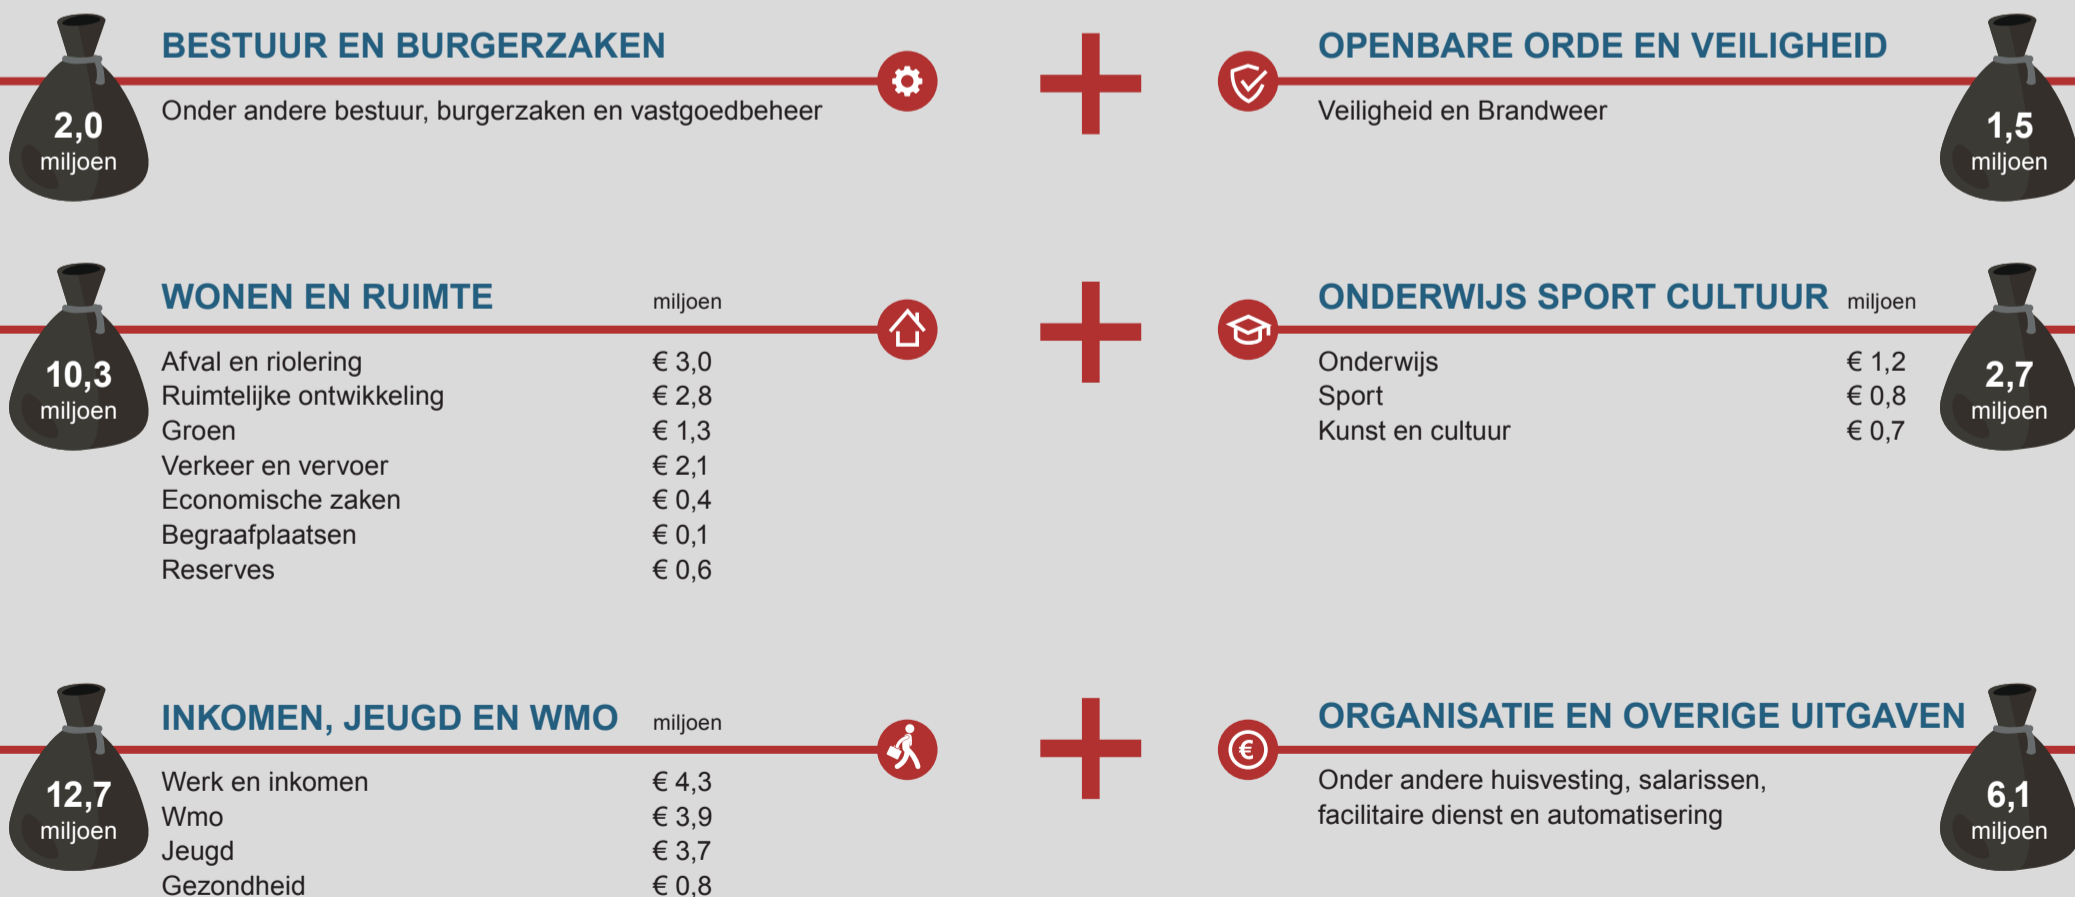 BESTUUR EN BURGERZAKEN
2,0
miljoen
Onder andere bestuur, burgerzaken en vastgoedbeheer
OPENBARE ORDE EN VEILIGHEID
Veiligheid en Brandweer
1,5
miljoen
WONEN EN RUIMTE miljoen
10,3
miljoen
Afval en riolering € 3,0
Ruimtelijke ontwikkeling € 2,8
Groen € 1,3
Verkeer en vervoer € 2,1
Economische zaken € 0,4
Begraafplaatsen € 0,1
Reserves € 0,6
ONDERWIJS SPORT CULTUUR miljoen
Onderwijs € 1,2
Sport € 0,8
Kunst en cultuur € 0,7
2,7
miljoen
INKOMEN, JEUGD EN WMO miljoen
12,7
miljoen
Werk en inkomen € 4,3
Wmo € 3,9
Jeugd € 3,7
Gezondheid € 0,8
ORGANISATIE EN OVERIGE UITGAVEN
Onder andere huisvesting, salarissen,
facilitaire dienst en automatisering
6,1
miljoen